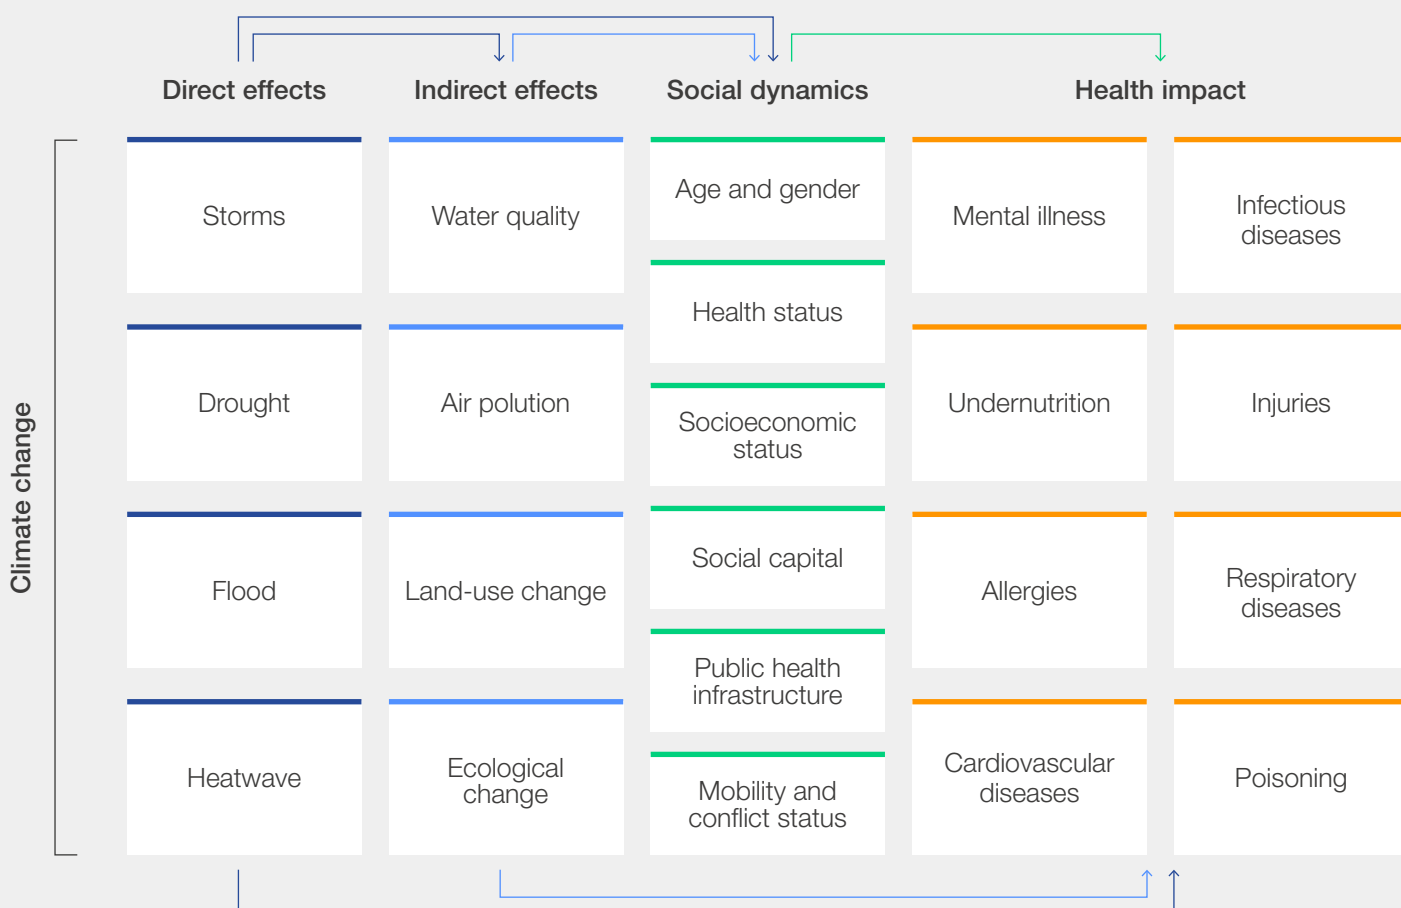 Direct effects
Indirect effects
Social dynamics
Health impact
Climate change
Storms
Drought
Flood
Heatwave
Water quality
Air polution
Land-use change
Ecological
change
Age and gender
Health status
Socioeconomic
status
Social capital
Public health
infrastructure
Mobility and
conflict status
Mental illness
Undernutrition
Allergies
Cardiovascular
diseases
Infectious
diseases
Injuries
Respiratory
diseases
Poisoning